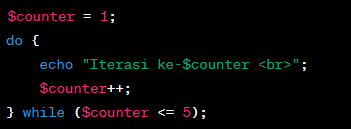 $counter = 1;
do {
    echo "Iterasi ke-$counter <br>";
    $counter++;
} while ($counter <= 5);